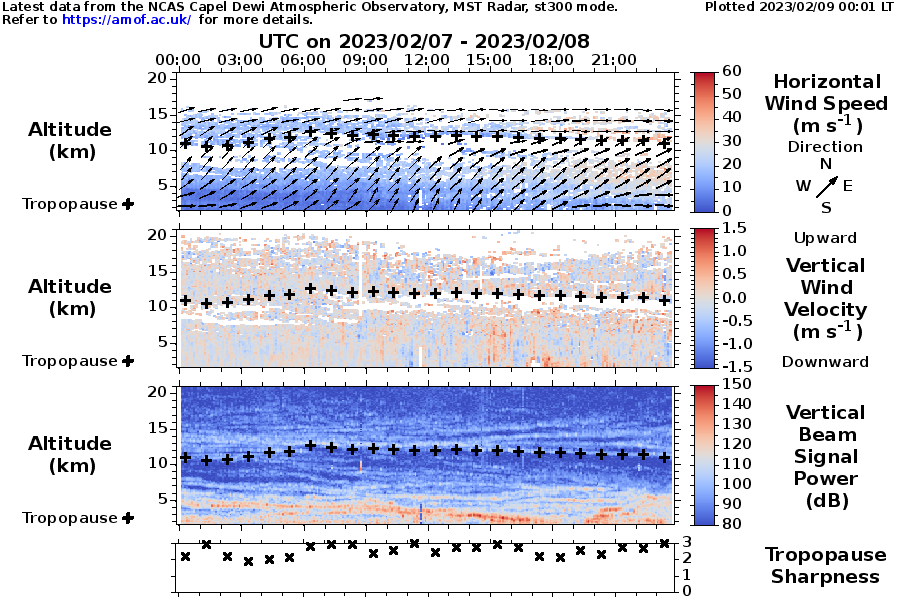 Latest data from the NCAS Capel Dewi Atmospheric Observatory, MST Radar, st300 mode.
Plotted 2023/02/09 00:01 LT
Refer to https://amof.ac.uk/ for more details.
UTC on 2023/02/07 - 2023/02/08
00:00 03:00 06:00 09:00 12:00 15:00 18:00 21:00
20
15
10
5
Altitude
(km)
Tropopause
60
50
40
30
20
10
0
Horizontal
Wind Speed
(m s-1)
Direction
N
W E
S
20
15
10
5
Altitude
(km)
Tropopause
1.5
1.0
0.5
0.0
-0.5
-1.0
-1.5
Upward
Vertical
Wind
Velocity
(m s-1)
Downward
20
15
10
5
Altitude
(km)
Tropopause
150
140
130
120
110
100
90
80
Vertical
Beam
Signal
Power
(dB)
3
2
1
0
Tropopause
Sharpness